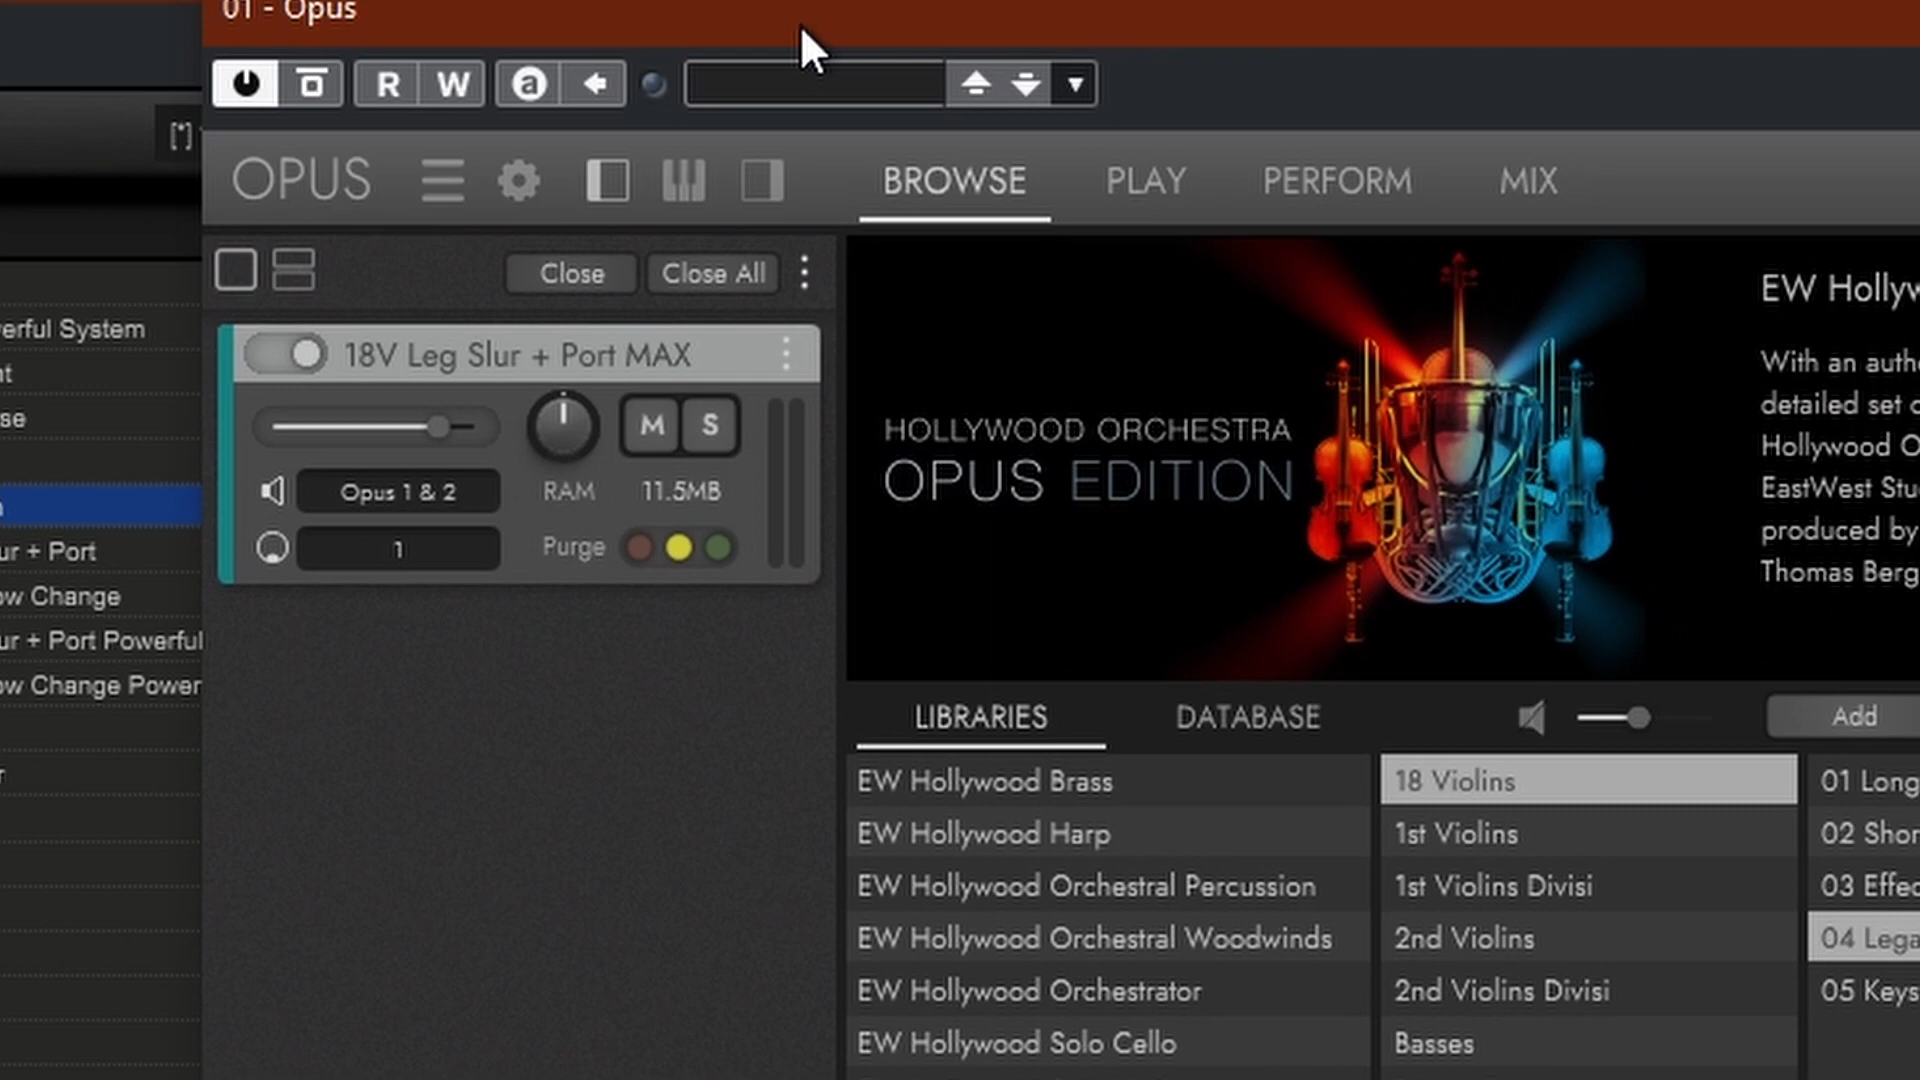 01 - Opus
R W a
OPUS
BROWSE PLAY PERFORM MIX
Close Close All
18V Leg Slur + Port MAX
M S
Opus 1 & 2
RAM 11.5MB
1
Purge
HOLLYWOOD ORCHESTRA
OPUS EDITION
EW Hollyw
With an auth
detailed set
Hollywood O
EastWest Stu
produced by
Thomas Berg
LIBRARIES DATABASE
Add
EW Hollywood Brass
EW Hollywood Harp
EW Hollywood Orchestral Percussion
EW Hollywood Orchestral Woodwinds
EW Hollywood Orchestrator
EW Hollywood Solo Cello
18 Violins
1st Violins
1st Violins Divisi
2nd Violins
2nd Violins Divisi
Basses
01 Long
02 Shor
03 Effec
04 Lega
05 Keys
[*]
erful System
nt
se
ur + Port
ow Change
ur + Port Powerful
ow Change Power
r